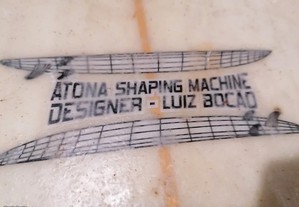 ATONA SHAPING MACHINE
DESIGNER - LUIZ BOCAO